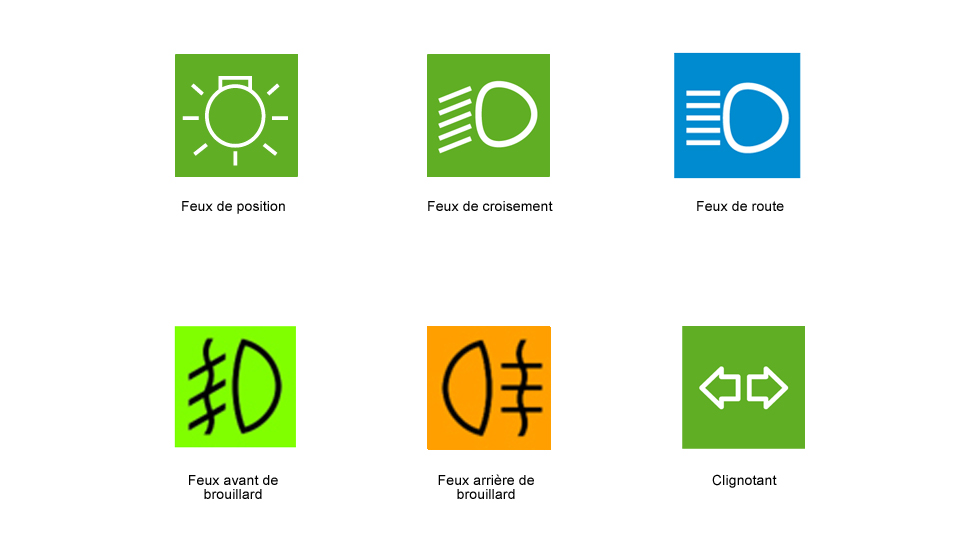 Feux de position
Feux de croisement
Feux de route
Feux avant de
brouillard
Feux arrière de
brouillard
Clignotant